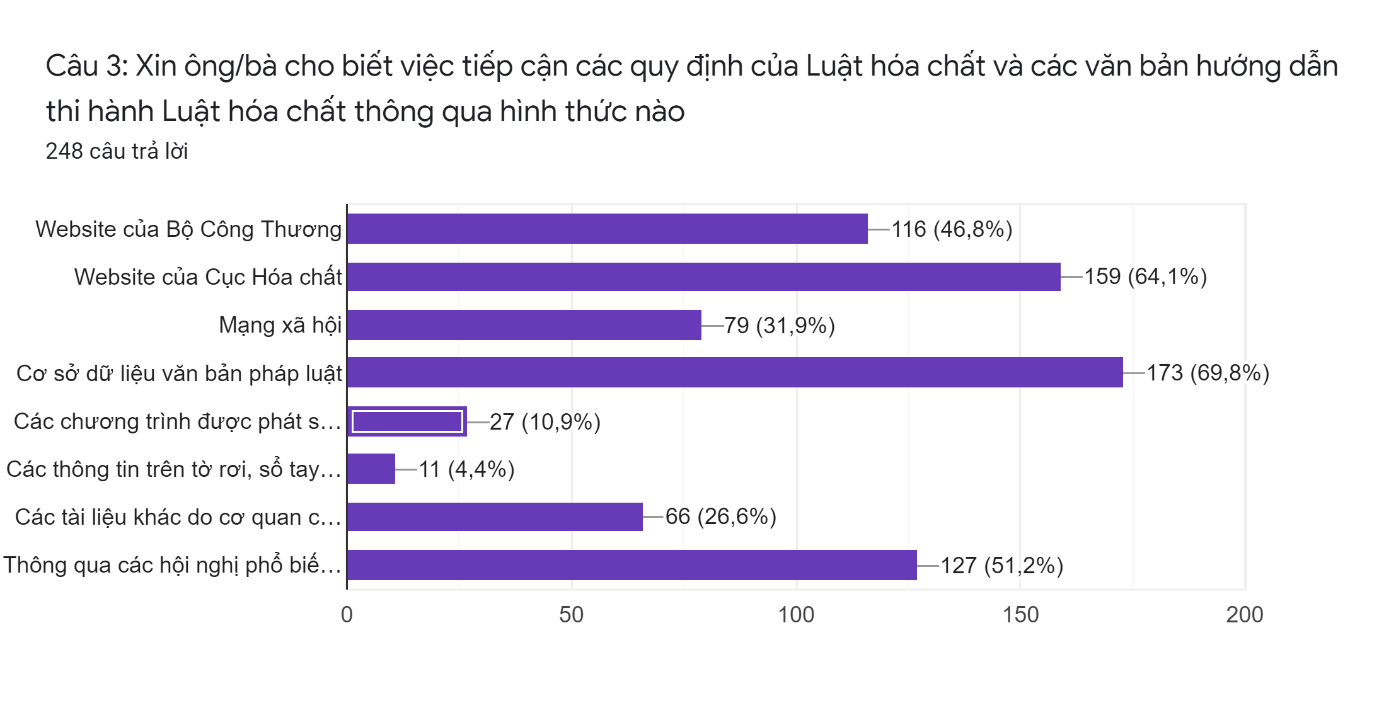 Câu 3: Xin ông/bà cho biết việc tiếp cận các quy định của Luật hóa chất và các văn bản hướng dẫn
thi hành Luật hóa chất thông qua hình thức nào
248 câu trả lời
Website của Bộ Công Thương 116 (46,8%)
Website của Cục Hóa chất 159 (64,1%)
Mạng xã hội 79 (31,9%)
Cơ sở dữ liệu văn bản pháp luật 173 (69,8%)
Các chương trình được phát s... 27 (10,9%)
Các thông tin trên tờ rơi, sổ tay... 11 (4,4%)
Các tài liệu khác do cơ quan c... 66 (26,6%)
Thông qua các hội nghị phổ biế... 127 (51,2%)
0 50 100 150 200